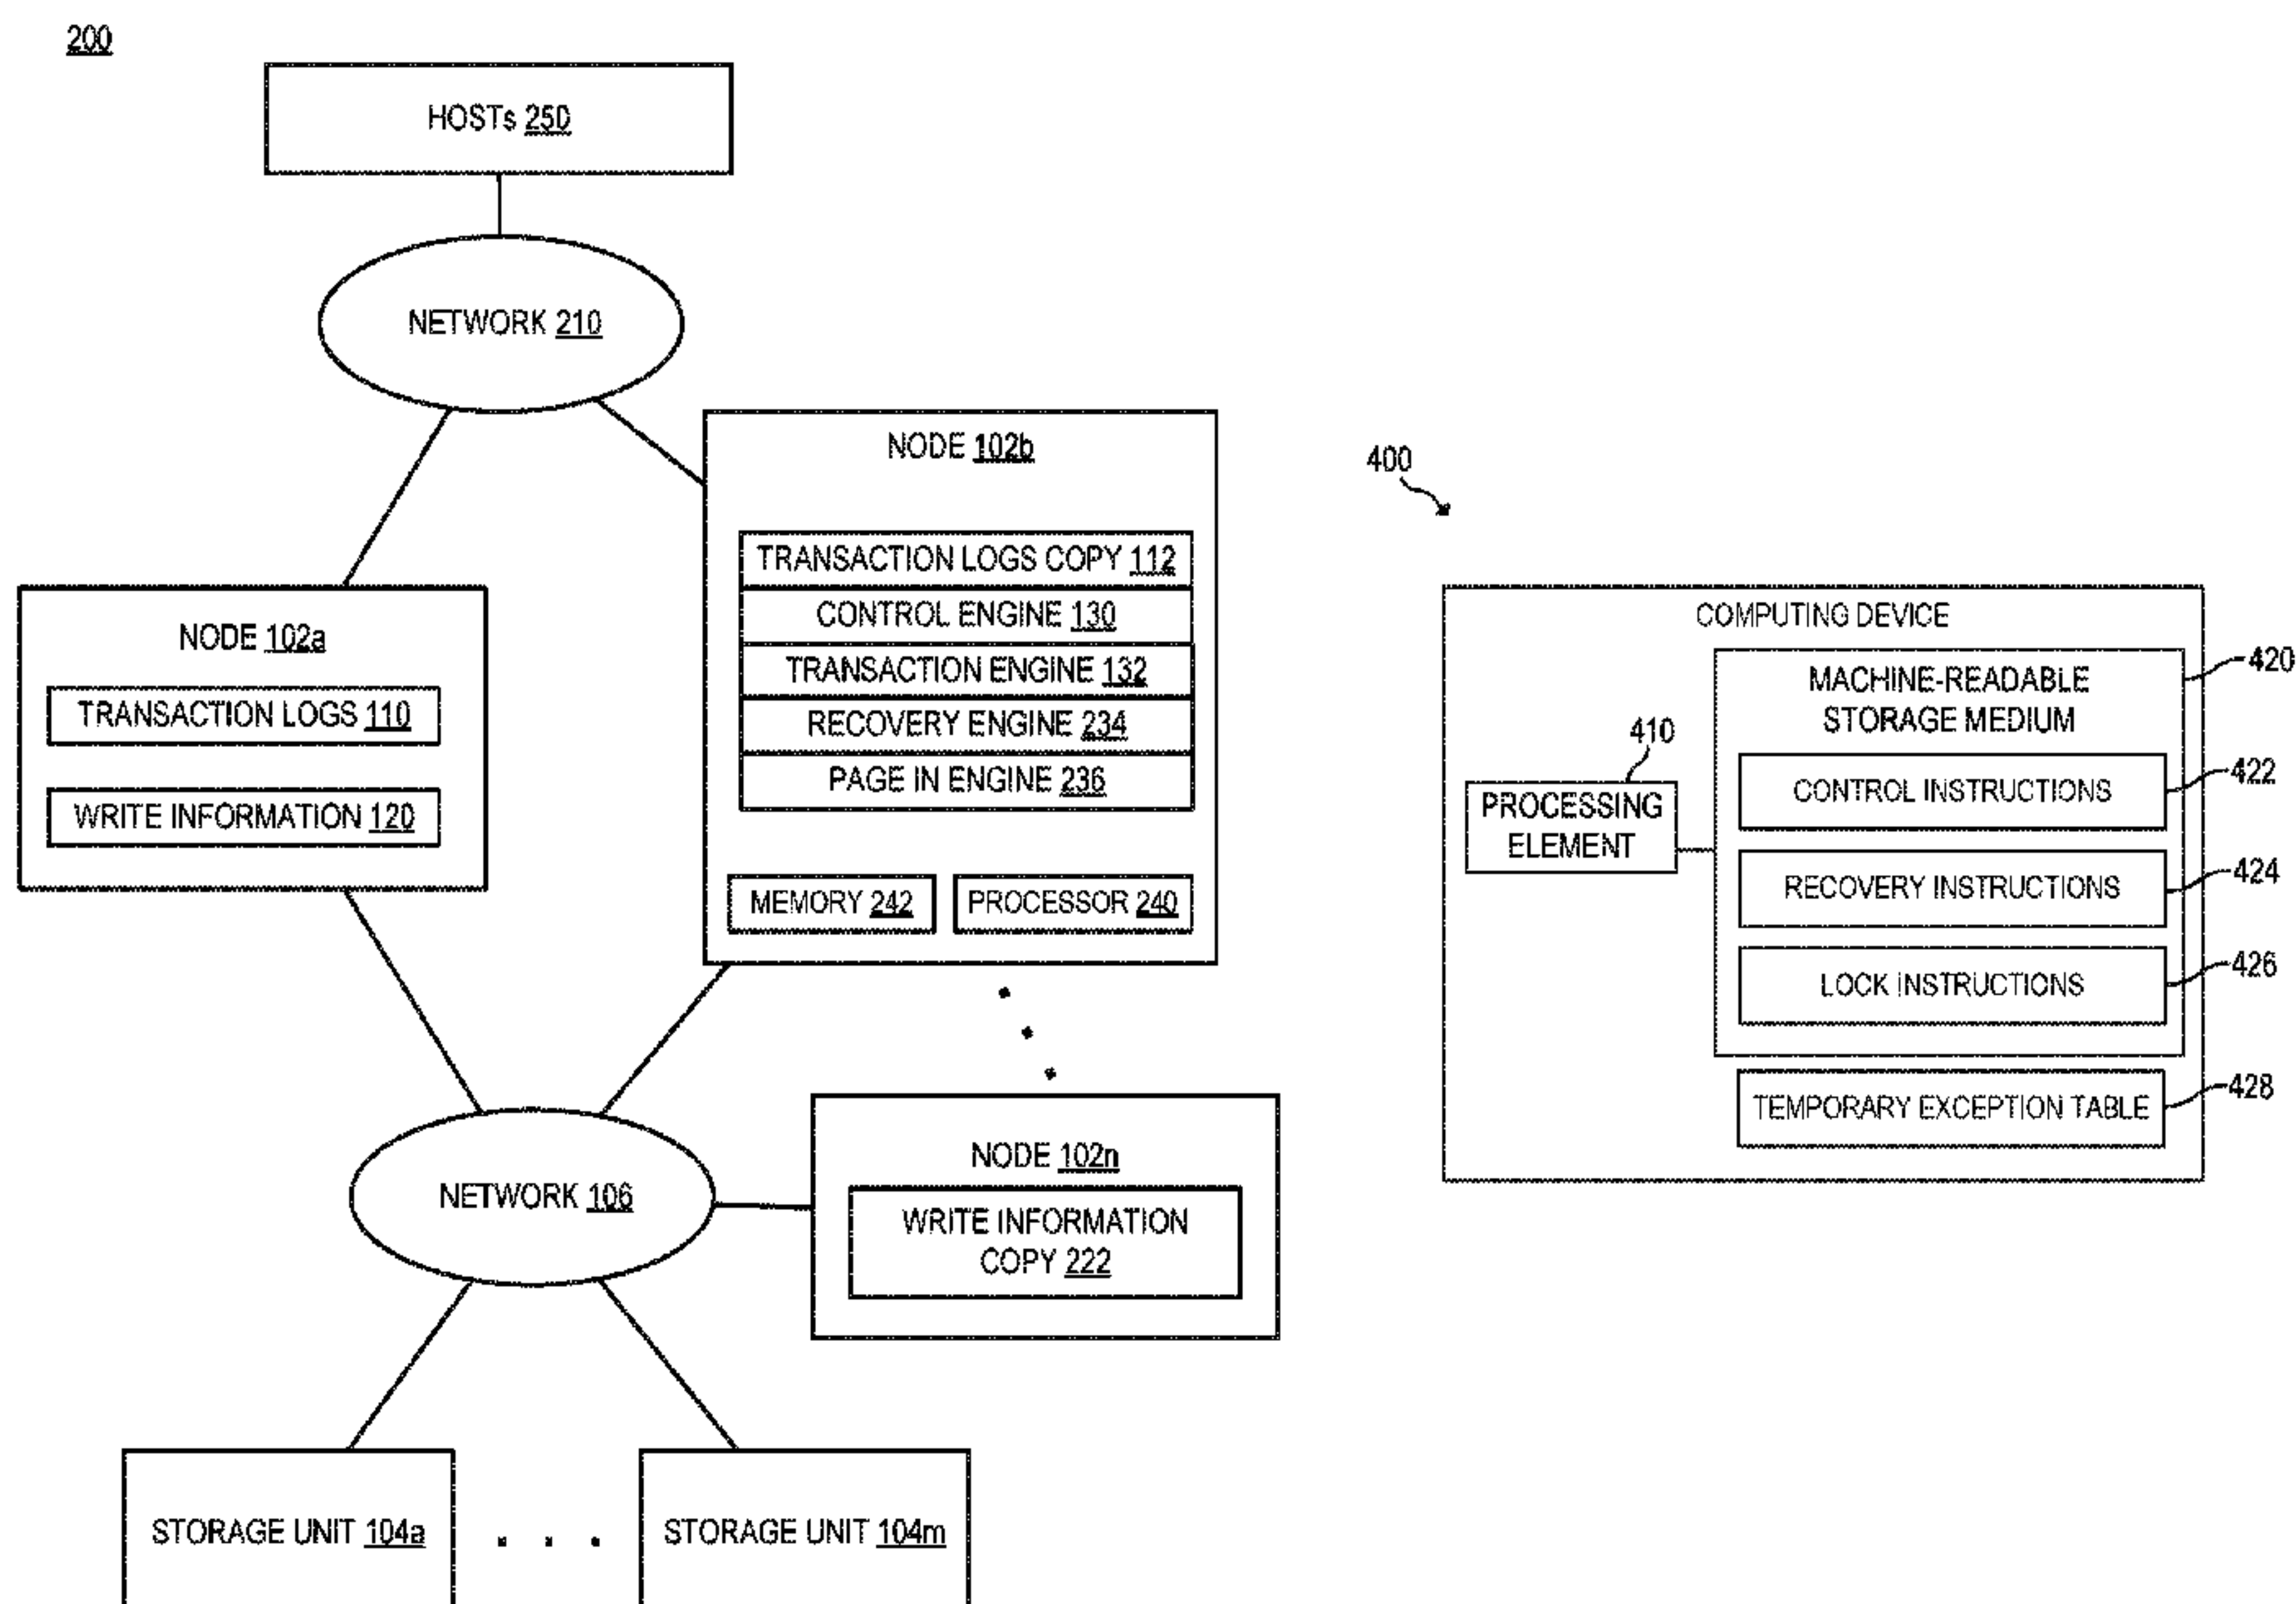 200
HOSTs 250
NETWORK 210
NODE 102b
TRANSACTION LOGS COPY 112
CONTROL ENGINE 130
TRANSACTION ENGINE 132
RECOVERY ENGINE 234
PAGE IN ENGINE 236
MEMORY 242
PROCESSOR 240
NODE 102a
TRANSACTION LOGS 110
WRITE INFORMATION 120
NETWORK 106
NODE 102n
WRITE INFORMATION
COPY 222
STORAGE UNIT 104a
. . .
STORAGE UNIT 104m
400
COMPUTING DEVICE
420
MACHINE-READABLE
STORAGE MEDIUM
410
PROCESSING
ELEMENT
CONTROL INSTRUCTIONS
422
RECOVERY INSTRUCTIONS
424
LOCK INSTRUCTIONS
426
TEMPORARY EXCEPTION TABLE
428